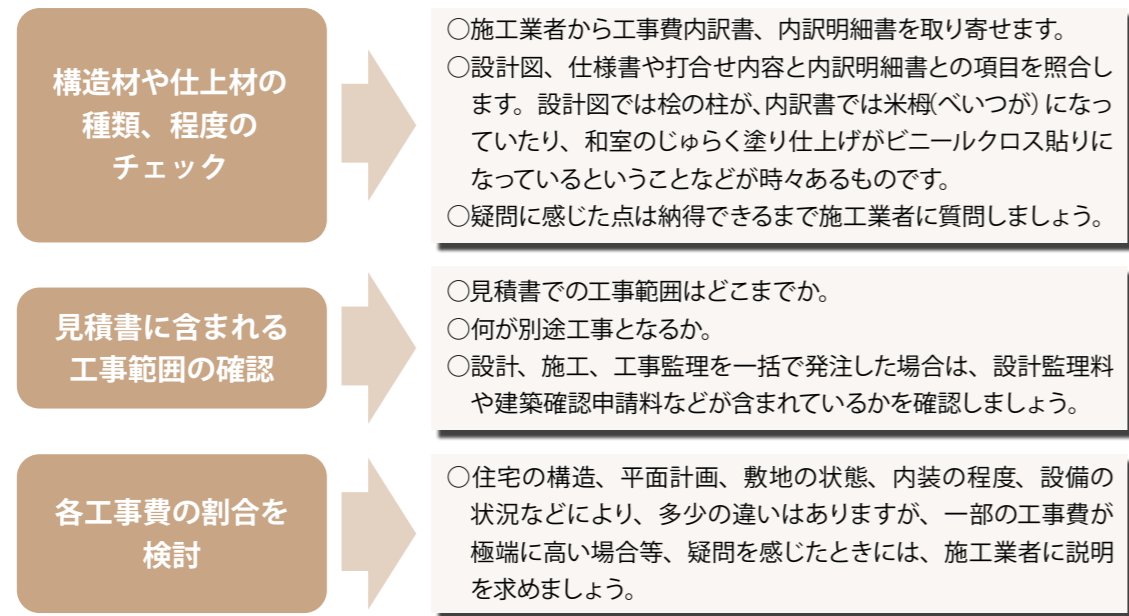 構造材や仕上材の
種類、程度の
チェック
○施工業者から工事費内訳書、内訳明細書を取り寄せます。
○設計図、仕様書や打合せ内容と内訳明細書との項目を照合し
ます。設計図では桧の柱が、内訳書では米栂(べいつが）になっ
ていたり、和室のじゅらく塗り仕上げがビニールクロス貼りに
なっているということなどが時々あるものです。
○疑問に感じた点は納得できるまで施工業者に質問しましょう。
見積書に含まれる
工事範囲の確認
○見積書での工事範囲はどこまでか。
○何が別途工事となるか。
○設計、施工、工事監理を一括で発注した場合は、設計監理料
や建築確認申請料などが含まれているかを確認しましょう。
各工事費の割合を
検討
○住宅の構造、平面計画、敷地の状態、内装の程度、設備の
状況などにより、多少の違いはありますが、一部の工事費が
極端に高い場合等、疑問を感じたときには、施工業者に説明
を求めましょう。